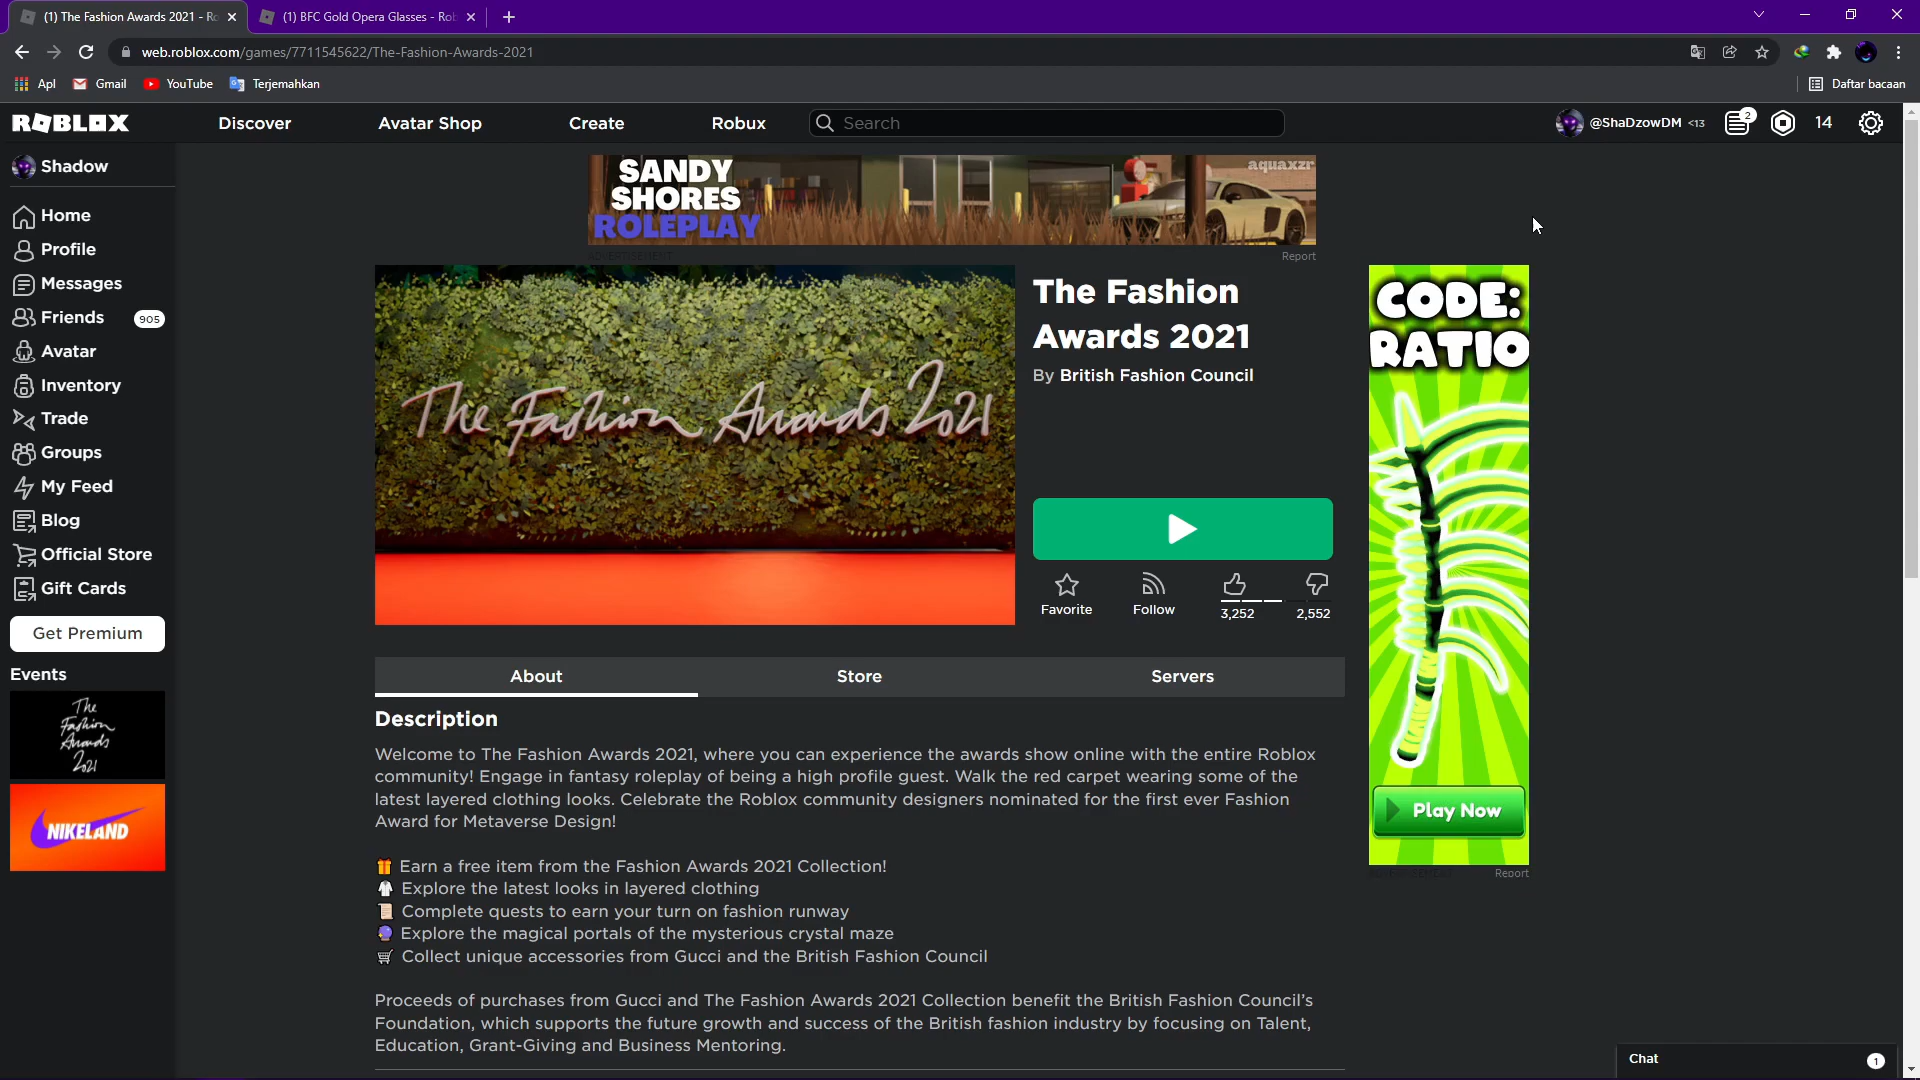 (1) The Fashion Awards 2021 - Ro
(1) BFC Gold Opera Glasses - Rob
web.roblox.com/games/7711545622/The-Fashion-Awards-2021
Apl
Gmail
YouTube
Terjemahkan
Daftar bacaan
ROBLOX
Discover
Avatar Shop
Create
Robux
Search
@ShaDzowDM <13
2
14
Shadow
Home
Profile
Messages
Friends 905
Avatar
Inventory
Trade
Groups
My Feed
Blog
Official Store
Gift Cards
Get Premium
Events
The
Fashion
Awards
2021
NIKELAND
SANDY
SHORES
ROLEPLAY
aquaxzr
ADVERTISEMENT
Report
The Fashion Awards 2021
The Fashion
Awards 2021
By British Fashion Council
Favorite
Follow
3,252
2,552
CODE:
RATIO
Play Now
ADVERTISEMENT
Report
About
Store
Servers
Description
Welcome to The Fashion Awards 2021, where you can experience the awards show online with the entire Roblox
community! Engage in fantasy roleplay of being a high profile guest. Walk the red carpet wearing some of the
latest layered clothing looks. Celebrate the Roblox community designers nominated for the first ever Fashion
Award for Metaverse Design!
🎁 Earn a free item from the Fashion Awards 2021 Collection!
🥼 Explore the latest looks in layered clothing
📜 Complete quests to earn your turn on fashion runway
🔮 Explore the magical portals of the mysterious crystal maze
🛒 Collect unique accessories from Gucci and the British Fashion Council
Proceeds of purchases from Gucci and The Fashion Awards 2021 Collection benefit the British Fashion Council's
Foundation, which supports the future growth and success of the British fashion industry by focusing on Talent,
Education, Grant-Giving and Business Mentoring.
Chat
1